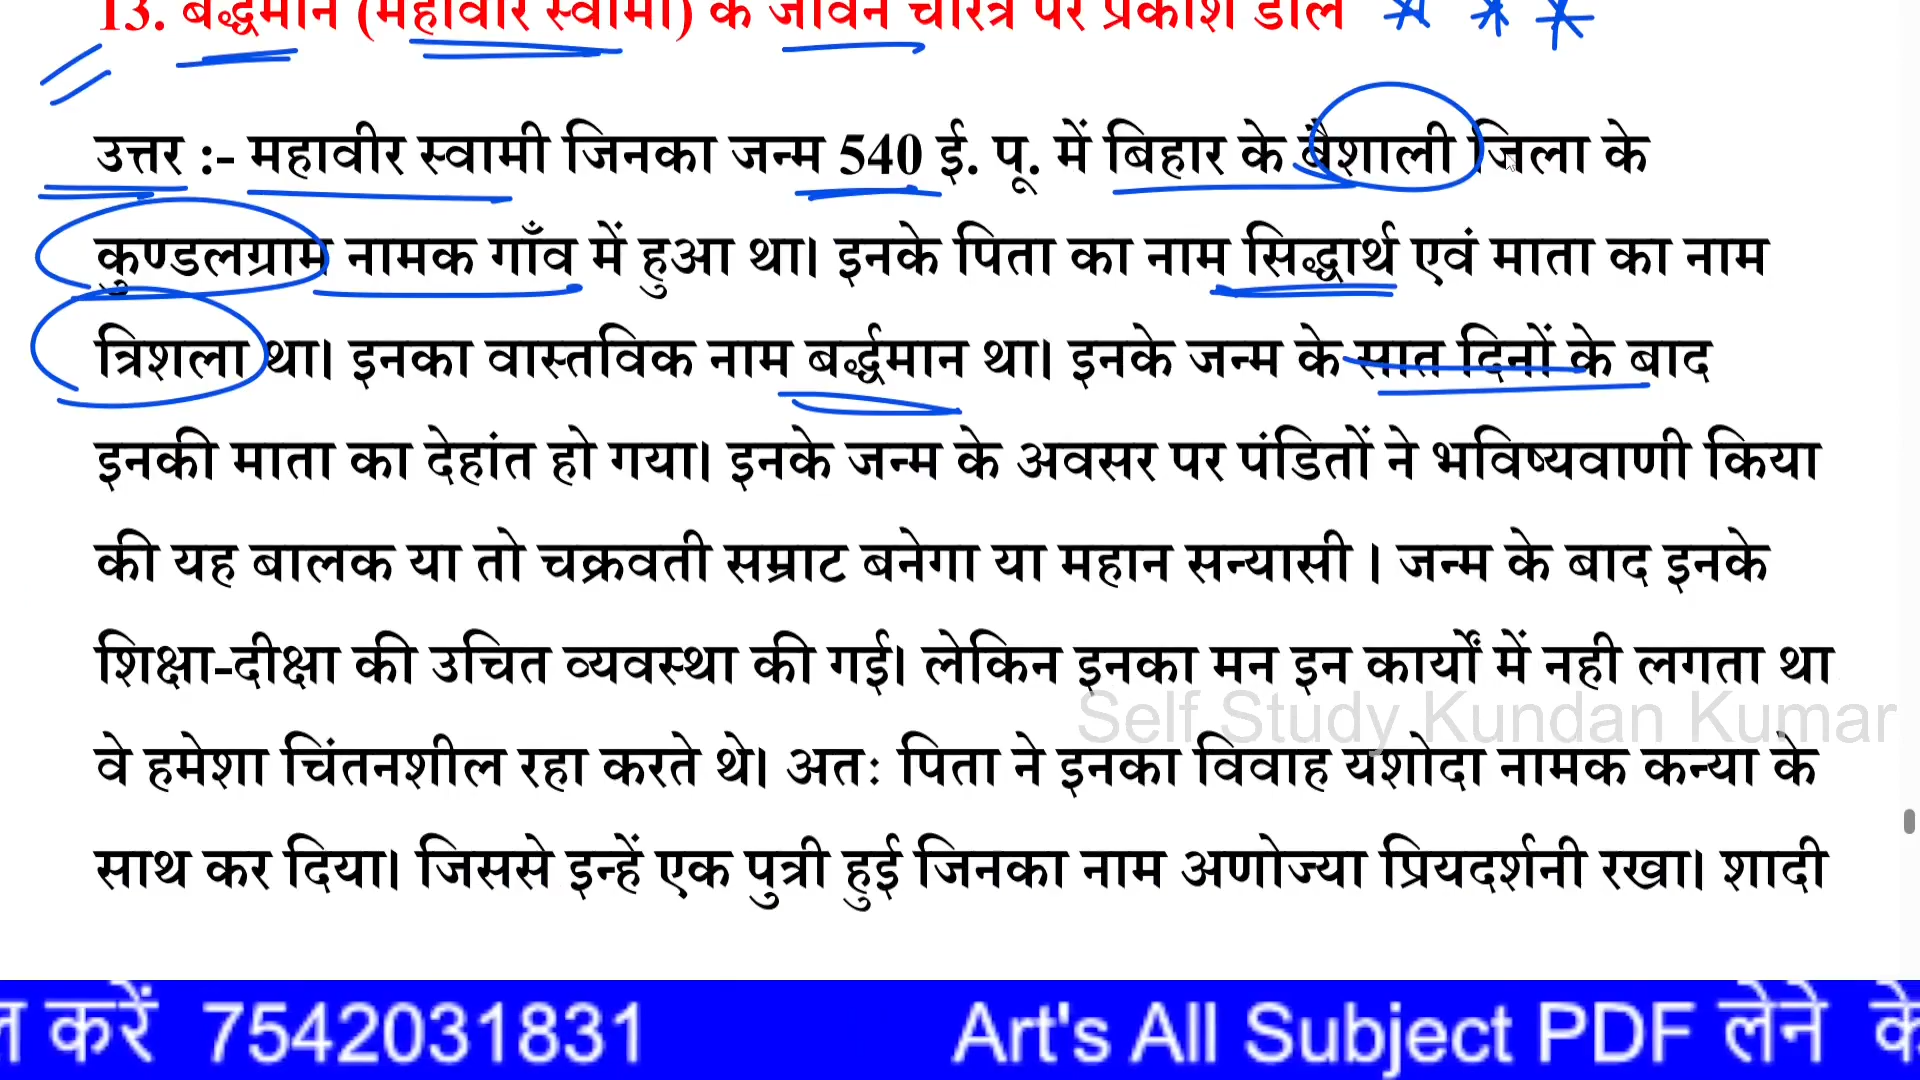 13. बर्द्धमान (महावीर स्वामी) के जीवन चरित्र पर प्रकाश डाले
उत्तर :- महावीर स्वामी जिनका जन्म 540 ई. पू. में बिहार के वैशाली जिला के
कुण्डलग्राम नामक गाँव में हुआ था। इनके पिता का नाम सिद्धार्थ एवं माता का नाम
त्रिशला था। इनका वास्तविक नाम बर्द्धमान था। इनके जन्म के सात दिनों के बाद
इनकी माता का देहांत हो गया। इनके जन्म के अवसर पर पंडितों ने भविष्यवाणी किया
की यह बालक या तो चक्रवती सम्राट बनेगा या महान सन्यासी । जन्म के बाद इनके
शिक्षा-दीक्षा की उचित व्यवस्था की गई। लेकिन इनका मन इन कार्यों में नही लगता था
Self Study Kundan Kumar
वे हमेशा चिंतनशील रहा करते थे। अतः पिता ने इनका विवाह यशोदा नामक कन्या के
साथ कर दिया। जिससे इन्हें एक पुत्री हुई जिनका नाम अणोज्या प्रियदर्शनी रखा। शादी
करें 7542031831 Art's All Subject PDF लेने के